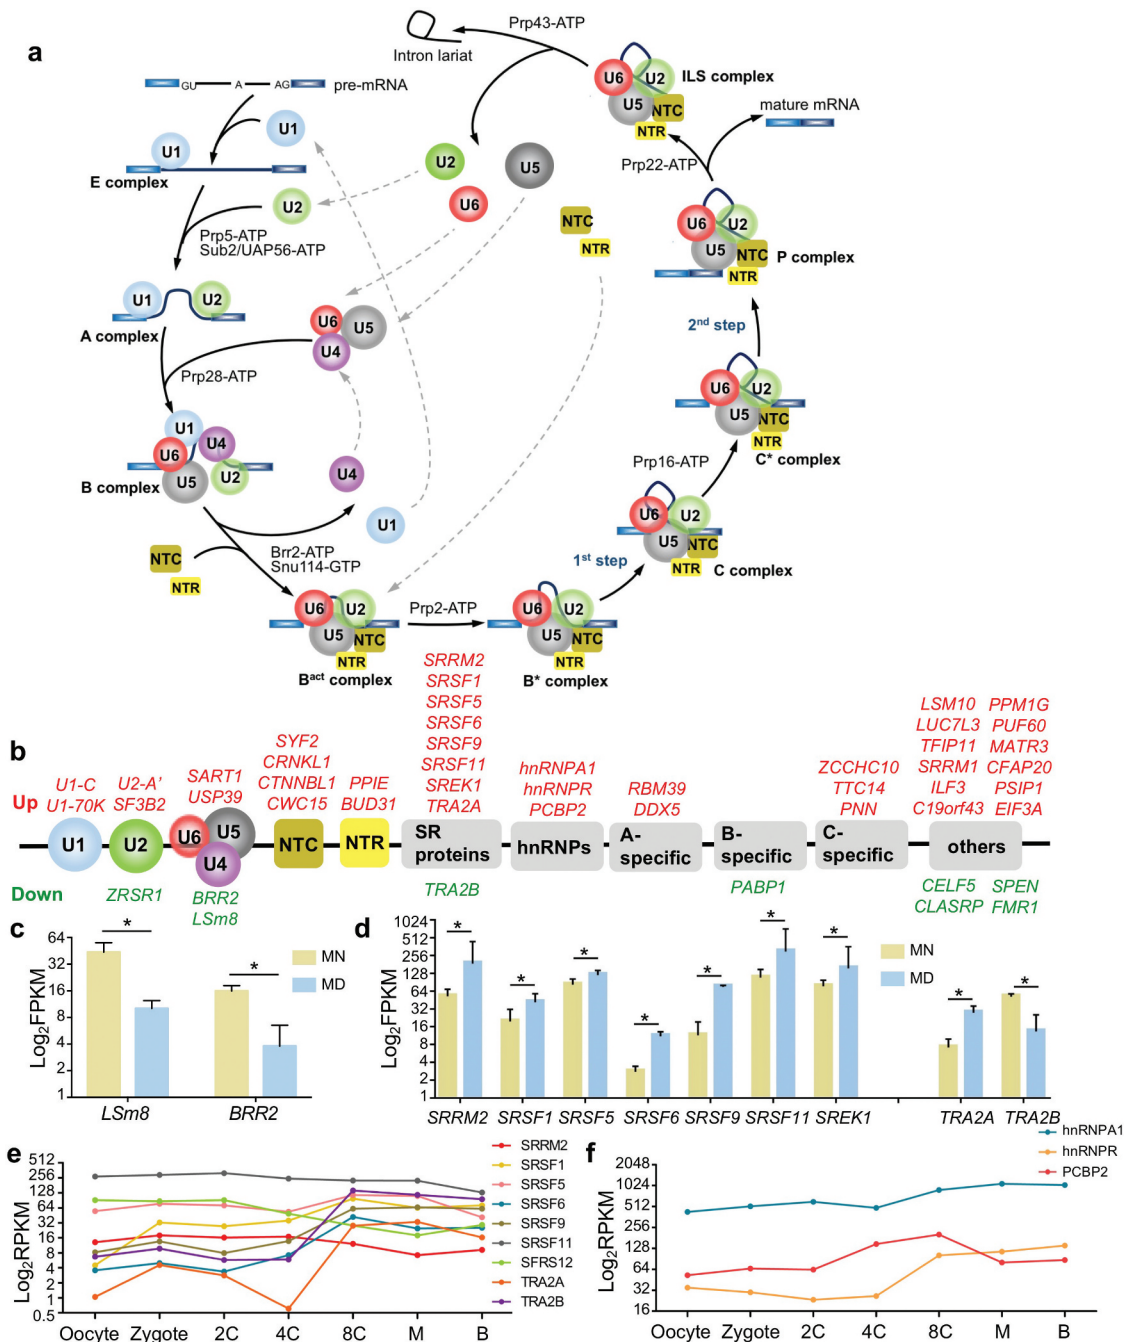 a
Prp43-ATP
Intron lariat
U6
U2
ILS complex
U5
NTC
NTR
GU
A
AG
pre-mRNA
U1
mature mRNA
Prp22-ATP
U1
E complex
U2
U5
U6
U2
Prp5-ATP
Sub2/UAP56-ATP
NTC
NTR
U6
U2
U5
NTC
NTR
P complex
U1
U2
A complex
U6
U5
U4
2nd step
Prp28-ATP
U6
U2
U5
NTC
NTR
C* complex
U1
U6
U4
U5
U2
B complex
U4
U1
Prp16-ATP
U6
U2
U5
NTC
NTR
C complex
NTC
NTR
Brr2-ATP
Snu114-GTP
1st step
U6
U2
U5
NTC
NTR
Bact complex
Prp2-ATP
U6
U2
U5
NTC
NTR
B* complex
b
Up
U1-C
U1-70K
U2-A'
SF3B2
SART1
USP39
SYF2
CRNKL1
CTNNBL1
CWC15
PPIE
BUD31
SRRM2
SRSF1
SRSF5
SRSF6
SRSF9
SRSF11
SREK1
TRA2A
hnRNPA1
hnRNPR
PCBP2
RBM39
DDX5
ZCCHC10
TTC14
PNN
LSM10
LUC7L3
TFIP11
SRRM1
ILF3
C19orf43
PPM1G
PUF60
MATR3
CFAP20
PSIP1
EIF3A
U1
U2
U6
U5
U4
NTC
NTR
SR
proteins
hnRNPs
A-
specific
B-
specific
C-
specific
others
Down
ZRSR1
BRR2
LSm8
TRA2B
PABP1
CELF5
CLASRP
SPEN
FMR1
c
Log2FPKM
64
32
16
8
4
2
1
*
*
MN
MD
LSm8
BRR2
d
Log2FPKM
1024
512
256
128
64
32
16
8
4
2
1
*
*
*
*
*
*
*
*
*
MN
MD
SRRM2
SRSF1
SRSF5
SRSF6
SRSF9
SRSF11
SREK1
TRA2A
TRA2B
e
Log2RPKM
512
256
128
64
32
16
8
4
2
1
0.5
Oocyte
Zygote
2C
4C
8C
M
B
SRRM2
SRSF1
SRSF5
SRSF6
SRSF9
SRSF11
SFRS12
TRA2A
TRA2B
f
Log2RPKM
2048
1024
512
256
128
64
32
16
Oocyte
Zygote
2C
4C
8C
M
B
hnRNPA1
hnRNPR
PCBP2